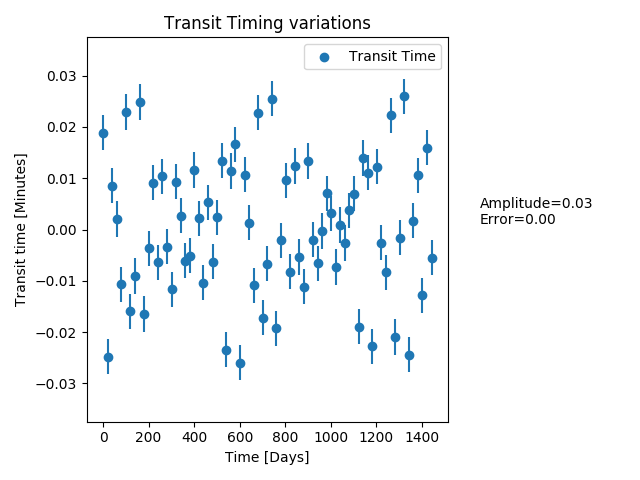 Transit Timing variations
Transit Time
0.03
0.02
0.01
0.00
−0.01
−0.02
−0.03
Transit time [Minutes]
0 200 400 600 800 1000 1200 1400
Time [Days]
Amplitude=0.03
Error=0.00